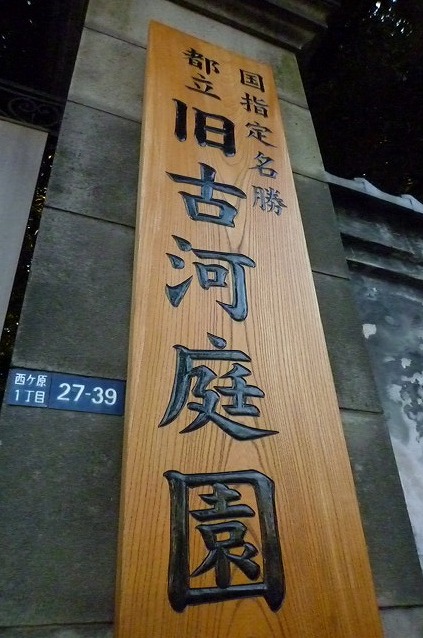 国指定名勝
都立
旧古河庭園
西ケ原
1丁目
27-39